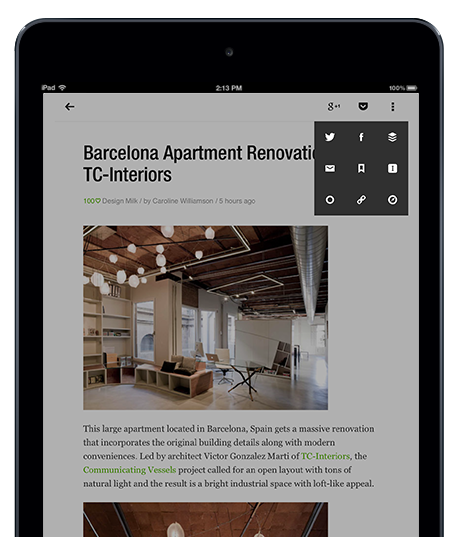 iPad 2:13 PM 100%
g+1
Barcelona Apartment Renovatio
TC-Interiors
100 Design Milk / by Caroline Williamson / 5 hours ago
This large apartment located in Barcelona, Spain gets a massive renovation
that incorporates the original building details along with modern
conveniences. Led by architect Victor Gonzalez Marti of TC-Interiors, the
Communicating Vessels project called for an open layout with tons of
natural light and the result is a bright industrial space with loft-like appeal.